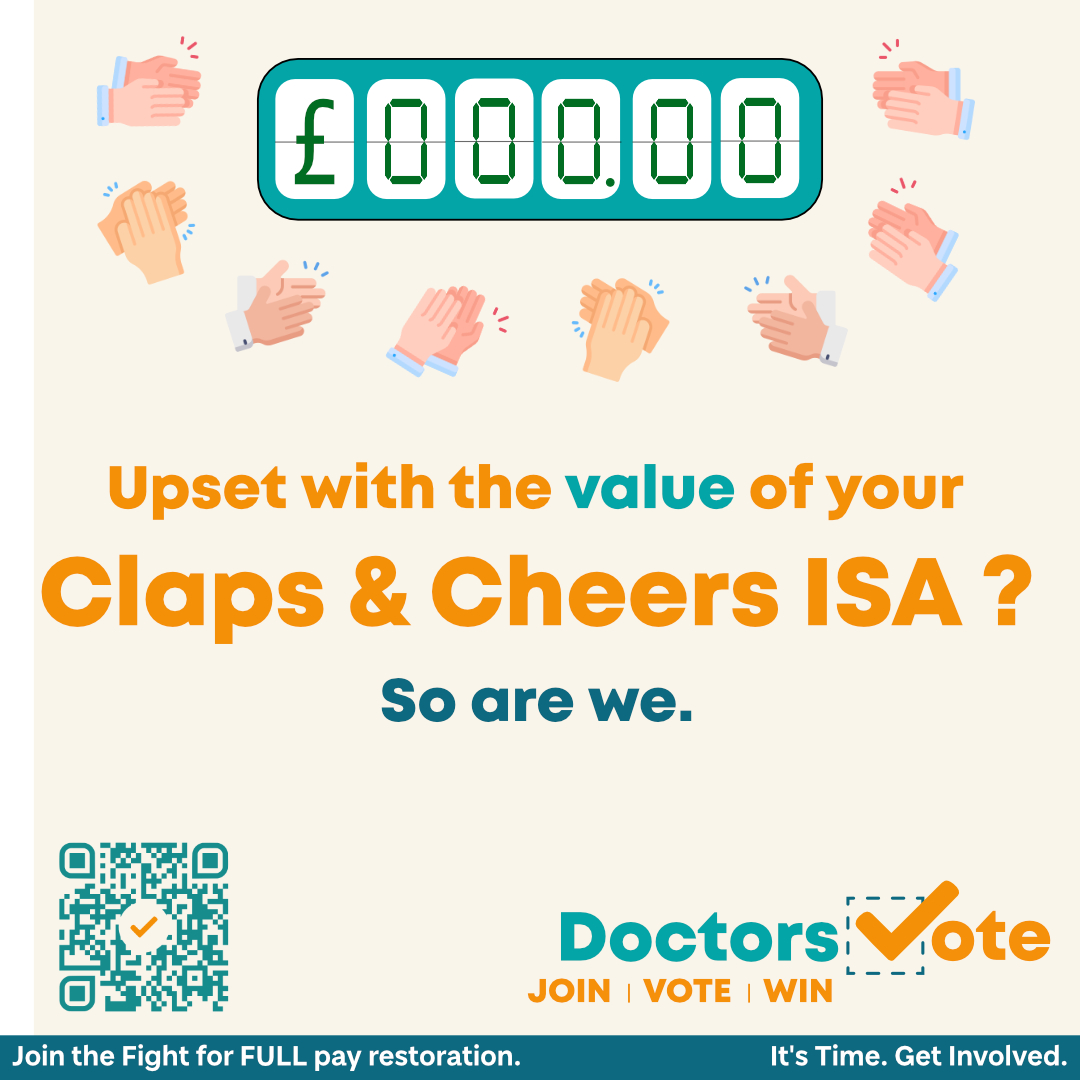 £000.00
Upset with the value of your
Claps & Cheers ISA ?
So are we.
Doctors Vote
JOIN | VOTE | WIN
Join the Fight for FULL pay restoration.
It's Time. Get Involved.